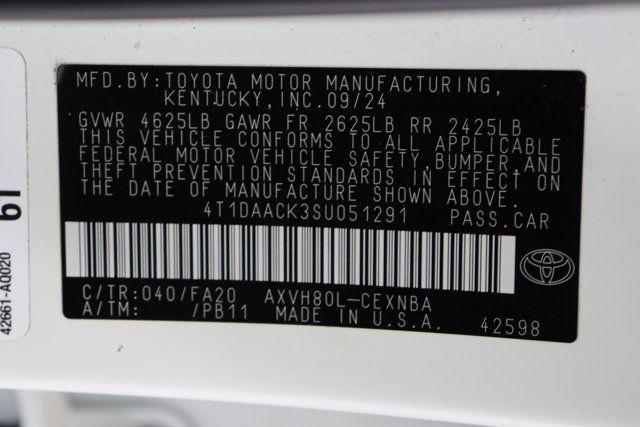 MFD. BY: TOYOTA MOTOR MANUFACTURING,
KENTUCKY, INC. 09/24
GVWR 4625LB GAWR FR 2625LB RR 2425LB
THIS VEHICLE CONFORMS TO ALL APPLICABLE
FEDERAL MOTOR VEHICLE SAFETY, BUMPER, AND
THEFT PREVENTION STANDARDS IN EFFECT ON
THE DATE OF MANUFACTURE SHOWN ABOVE.
4T1DAACK3SU051291 PASS. CAR
C/TR: 040/FA20 AXVH80L-CEXNBA
A/TM: /PB11 MADE IN U.S.A. 42598
42661-AQ020